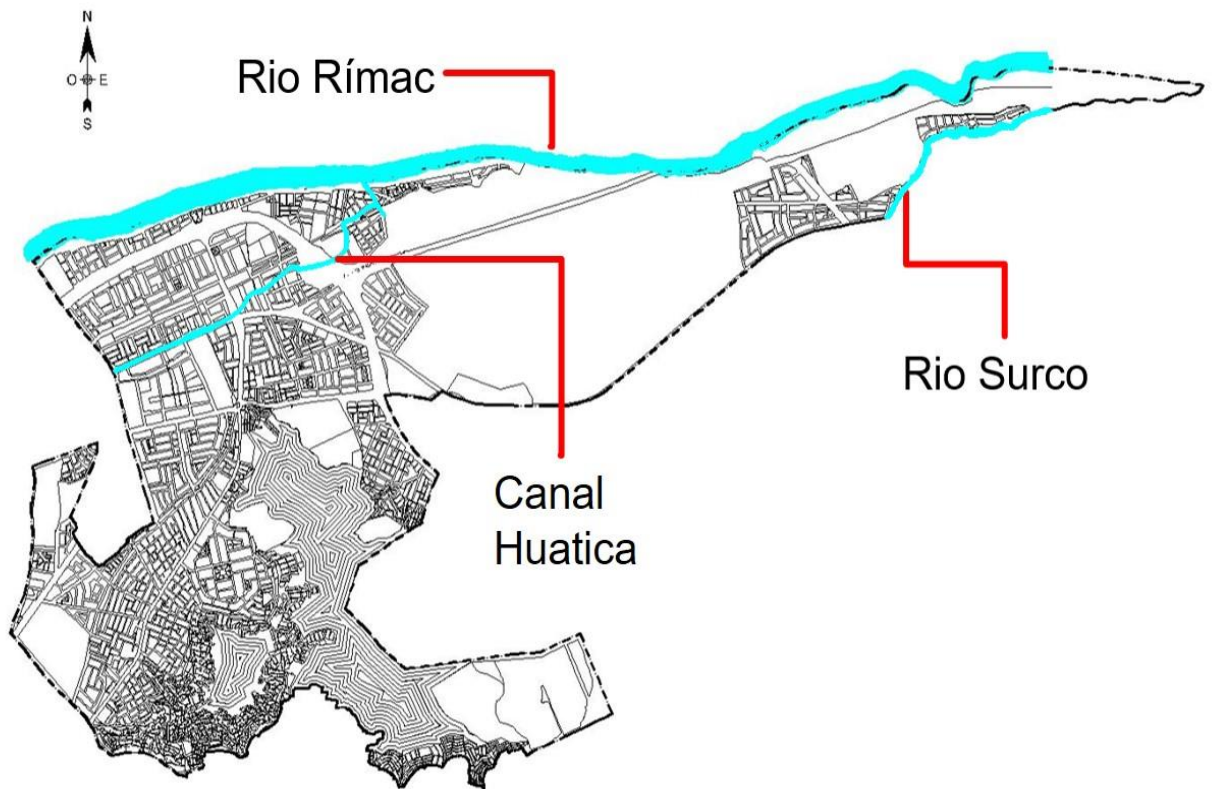 N
O E
S
Rio Rímac
Rio Surco
Canal
Huatica